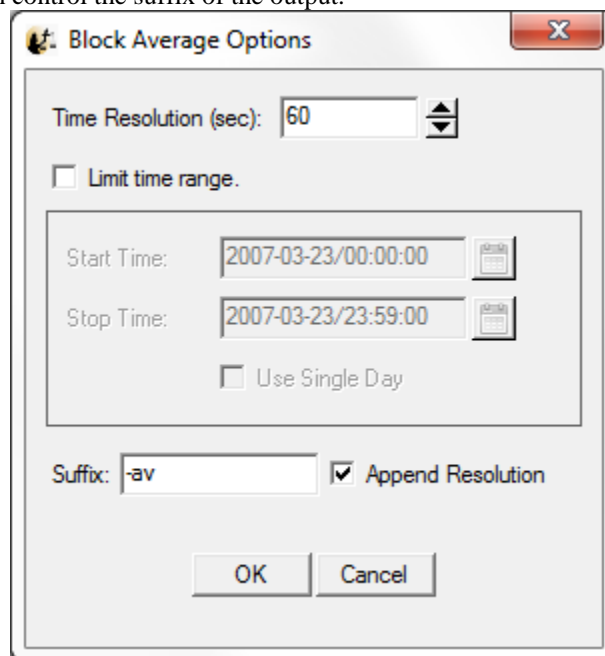 control the suffix of the output.
Block Average Options
Time Resolution (sec): 60
Limit time range.
Start Time: 2007-03-23/00:00:00
Stop Time: 2007-03-23/23:59:00
Use Single Day
Suffix: -av Append Resolution
OK Cancel